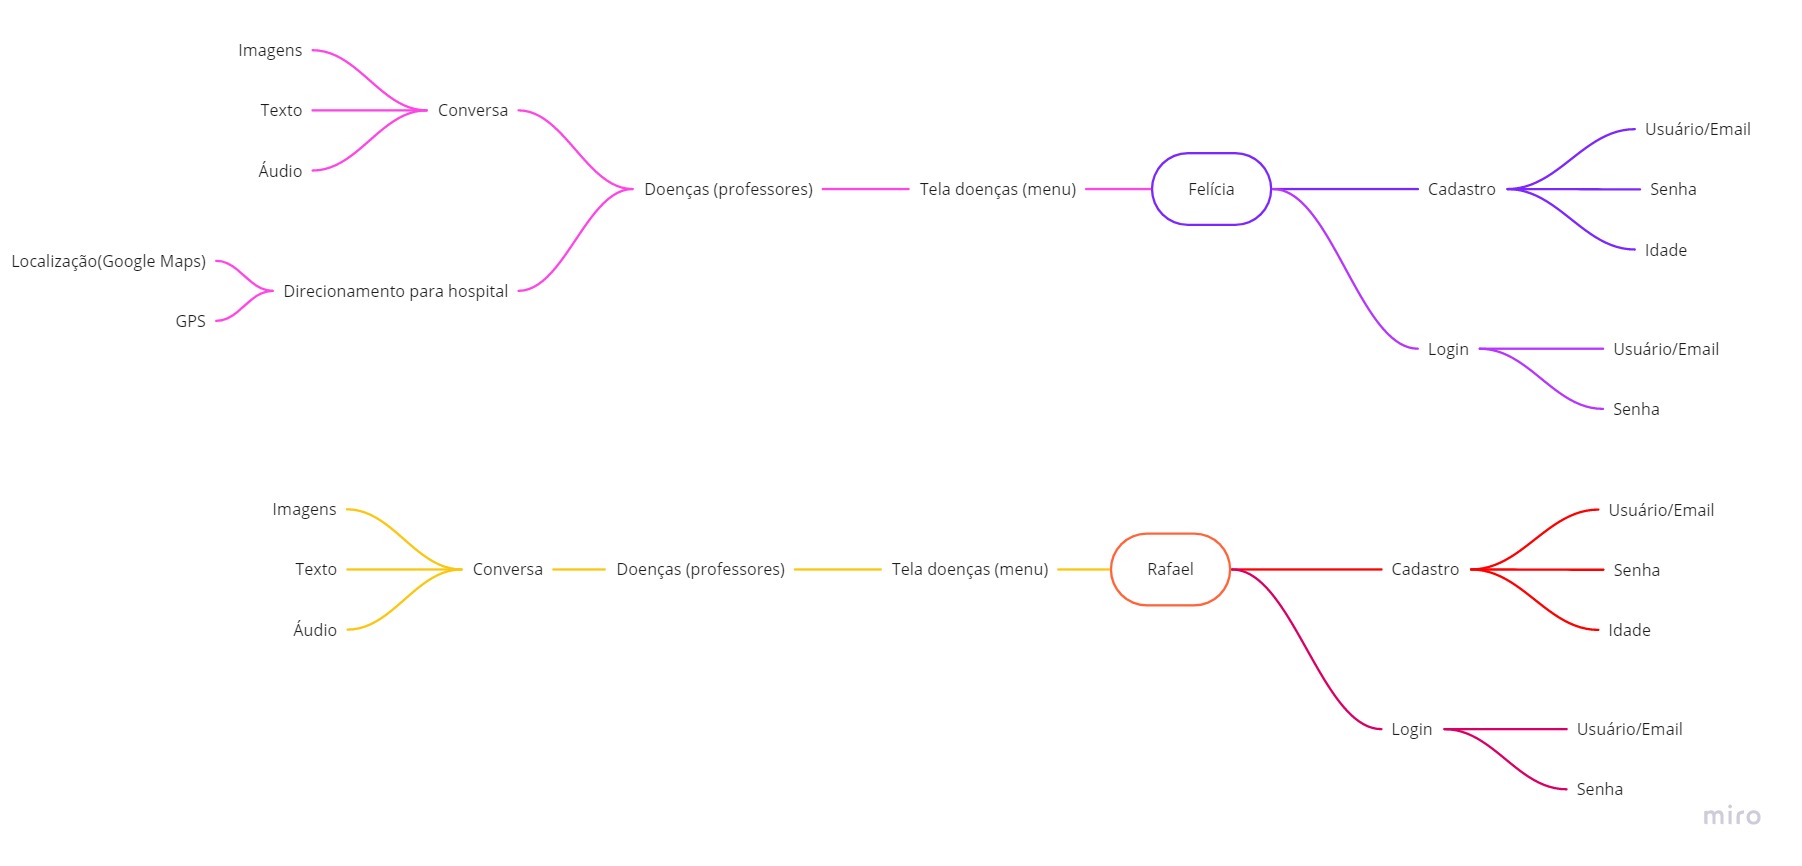 Imagens
Texto
Áudio
Conversa
Localização(Google Maps)
GPS
Direcionamento para hospital
Doenças (professores)
Tela doenças (menu)
Felícia
Cadastro
Usuário/Email
Senha
Idade
Login
Usuário/Email
Senha
Imagens
Texto
Áudio
Conversa
Doenças (professores)
Tela doenças (menu)
Rafael
Cadastro
Usuário/Email
Senha
Idade
Login
Usuário/Email
Senha
miro